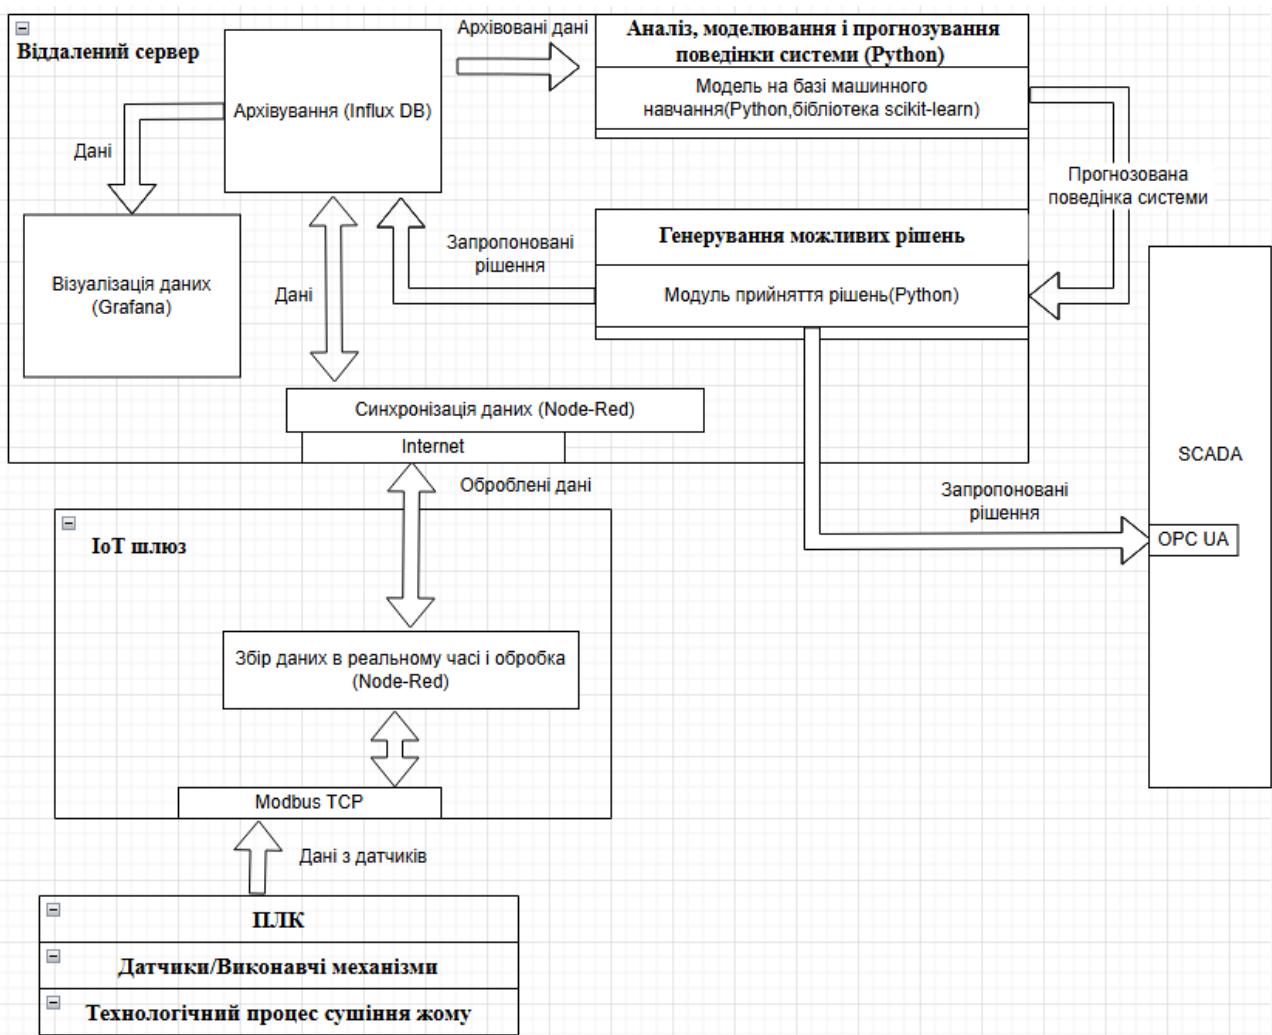 Віддалений сервер
Архівування (Influx DB)
Архівовані дані
Аналіз, моделювання і прогнозування
поведінки системи (Python)
Модель на базі машинного
навчання(Python,бібліотека scikit-learn)
Дані
Прогнозована
поведінка системи
Візуалізація даних
(Grafana)
Дані
Запропоновані
рішення
Генерування можливих рішень
Модуль прийняття рішень(Python)
Синхронізація даних (Node-Red)
Internet
Оброблені дані
Запропоновані
рішення
SCADA
OPC UA
ІоТ шлюз
Збір даних в реальному часі і обробка
(Node-Red)
Modbus TCP
Дані з датчиків
ПЛК
Датчики/Виконавчі механізми
Технологічний процес сушіння жому